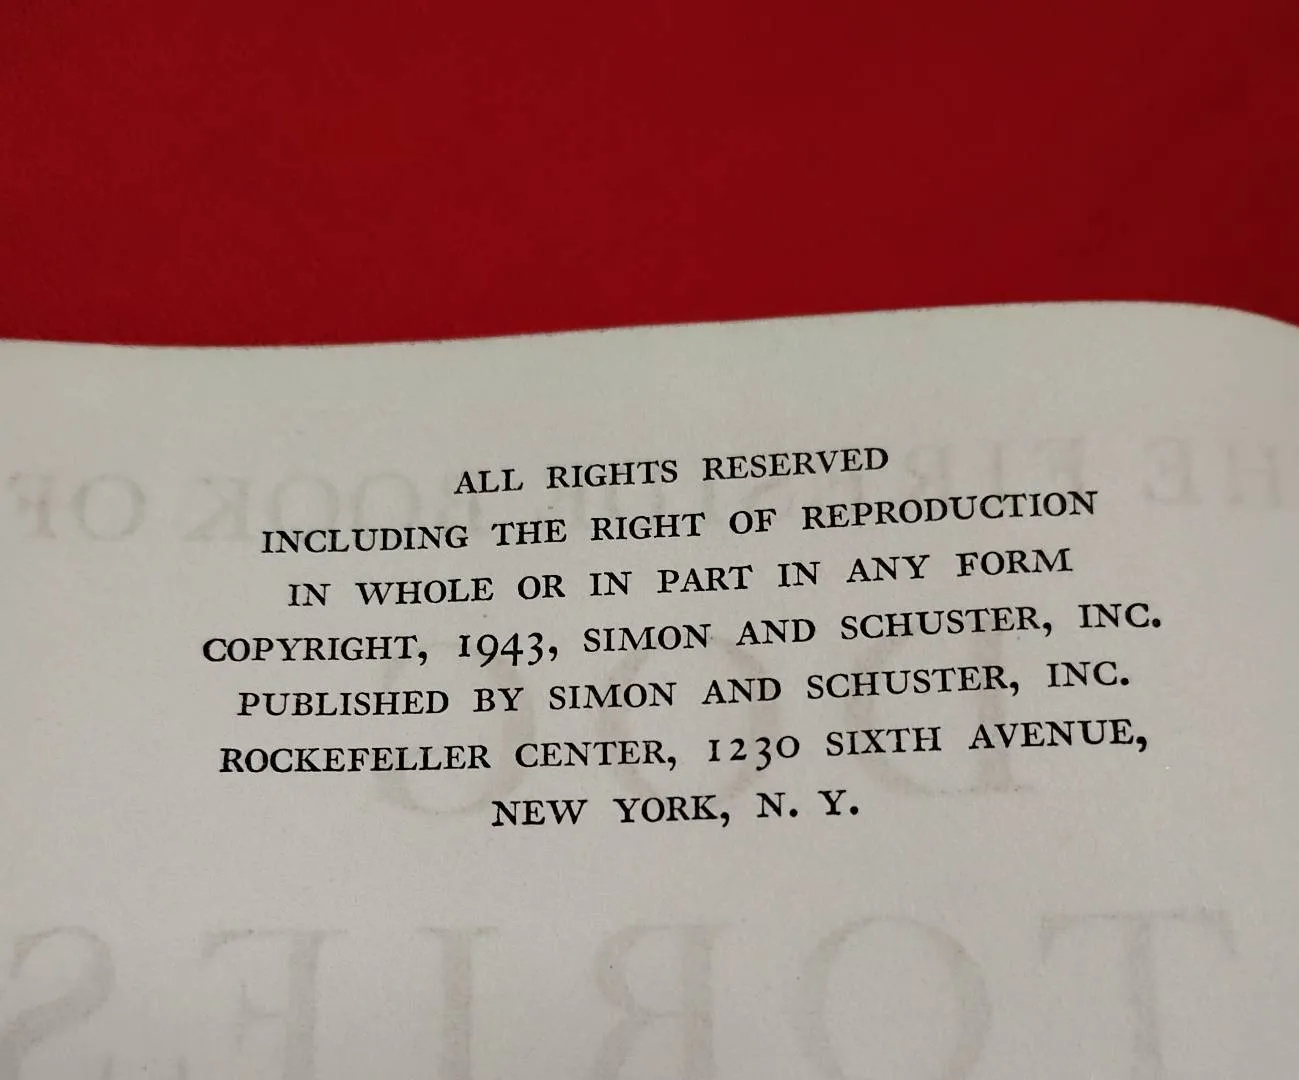 ALL RIGHTS RESERVED
INCLUDING THE RIGHT OF REPRODUCTION
IN WHOLE OR IN PART IN ANY FORM
COPYRIGHT, 1943, SIMON AND SCHUSTER, INC.
PUBLISHED BY SIMON AND SCHUSTER, INC.
ROCKEFELLER CENTER, 1230 SIXTH AVENUE,
NEW YORK, N. Y.